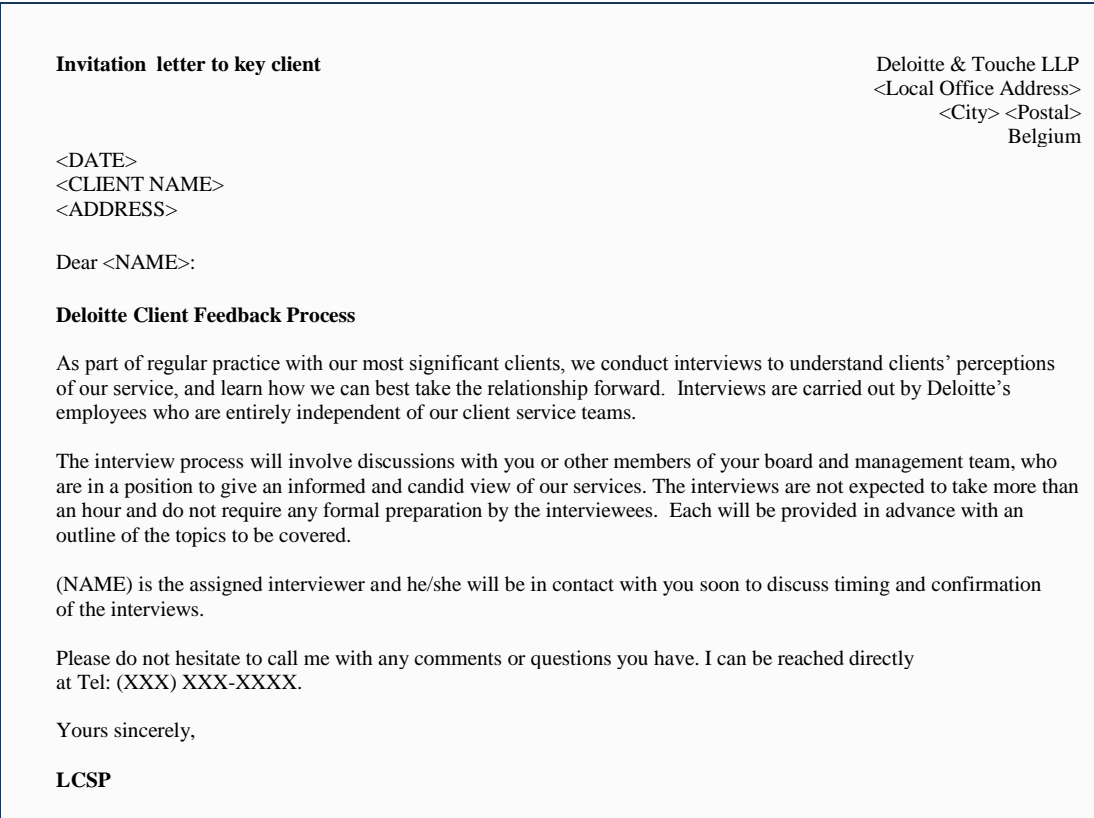 Invitation  letter to key client
Deloitte & Touche LLP
<Local Office Address>
<City> <Postal>
Belgium
<DATE>
<CLIENT NAME>
<ADDRESS>
Dear <NAME>:
Deloitte Client Feedback Process
As part of regular practice with our most significant clients, we conduct interviews to understand clients’ perceptions
of our service, and learn how we can best take the relationship forward.  Interviews are carried out by Deloitte’s
employees who are entirely independent of our client service teams.
The interview process will involve discussions with you or other members of your board and management team, who
are in a position to give an informed and candid view of our services. The interviews are not expected to take more than
an hour and do not require any formal preparation by the interviewees.  Each will be provided in advance with an
outline of the topics to be covered.
(NAME) is the assigned interviewer and he/she will be in contact with you soon to discuss timing and confirmation
of the interviews.
Please do not hesitate to call me with any comments or questions you have. I can be reached directly
at Tel: (XXX) XXX-XXXX.
Yours sincerely,
LCSP